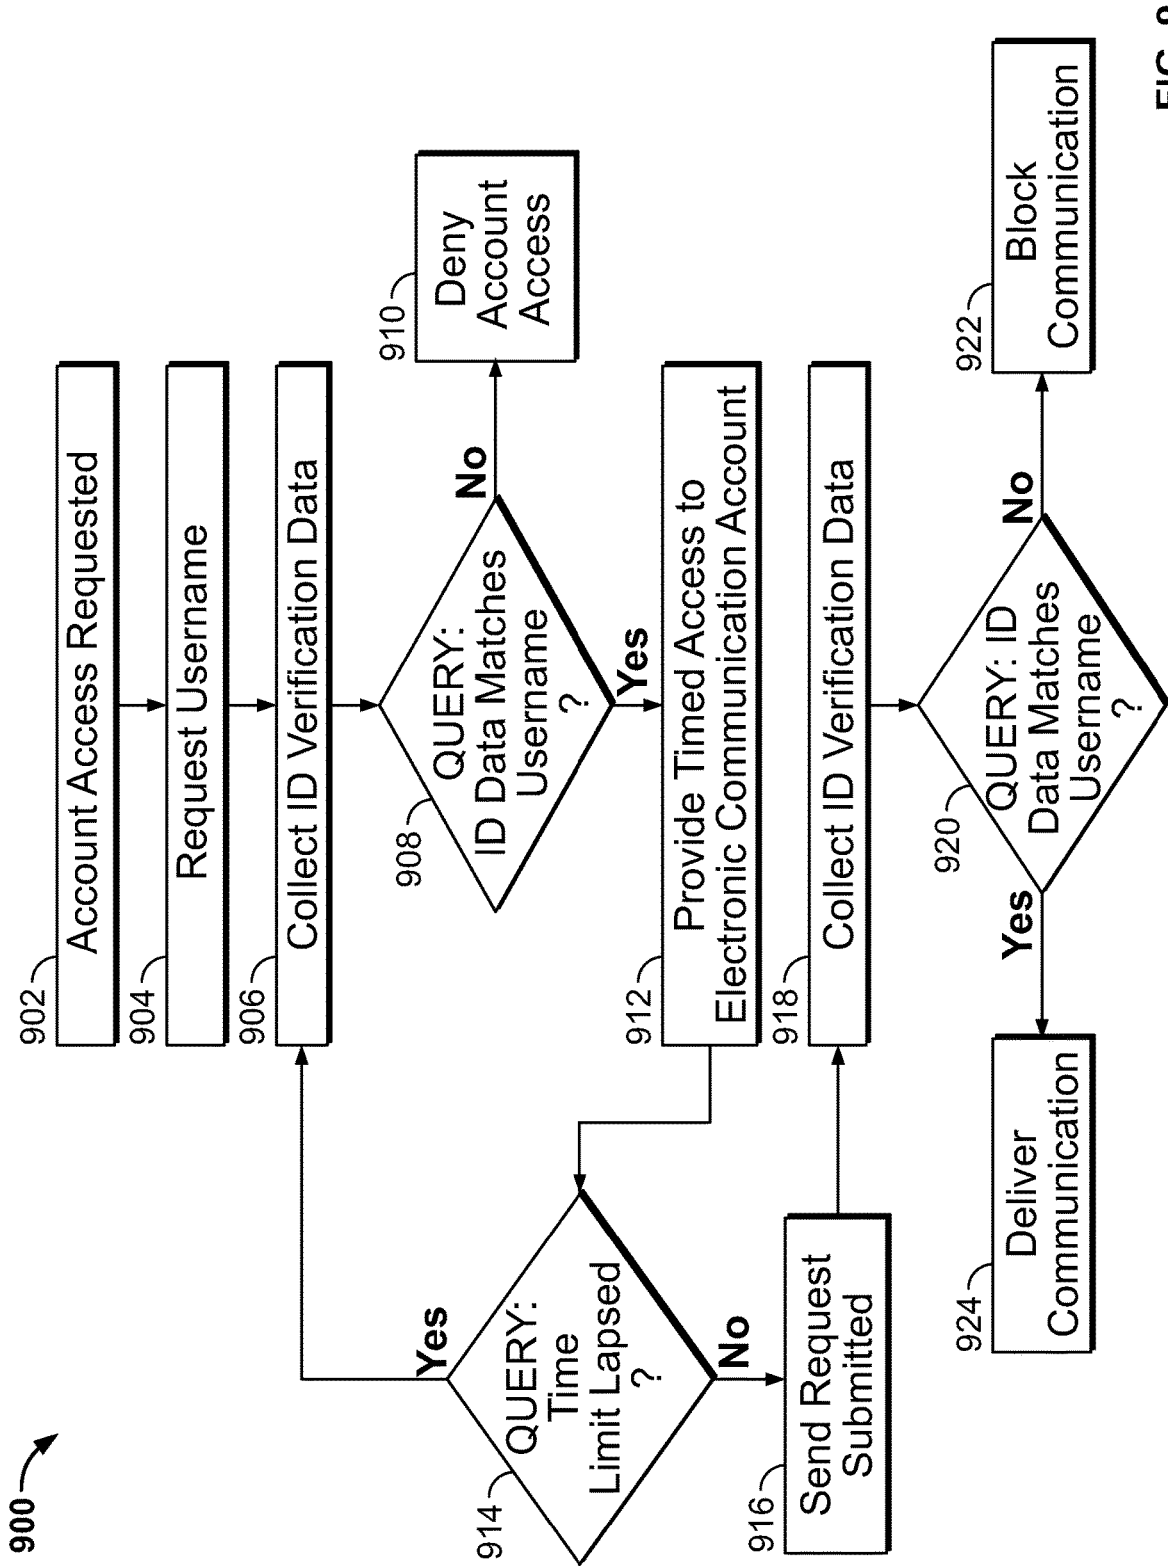 900
902
Account Access Requested
904
Request Username
906
Collect ID Verification Data
908
QUERY:
ID Data Matches
Username
?
No
910
Deny
Account
Access
Yes
912
Provide Timed Access to
Electronic Communication Account
914
QUERY:
Time
Limit Lapsed
?
Yes
No
916
Send Request
Submitted
918
Collect ID Verification Data
920
QUERY: ID
Data Matches
Username
?
No
922
Block
Communication
Yes
924
Deliver
Communication